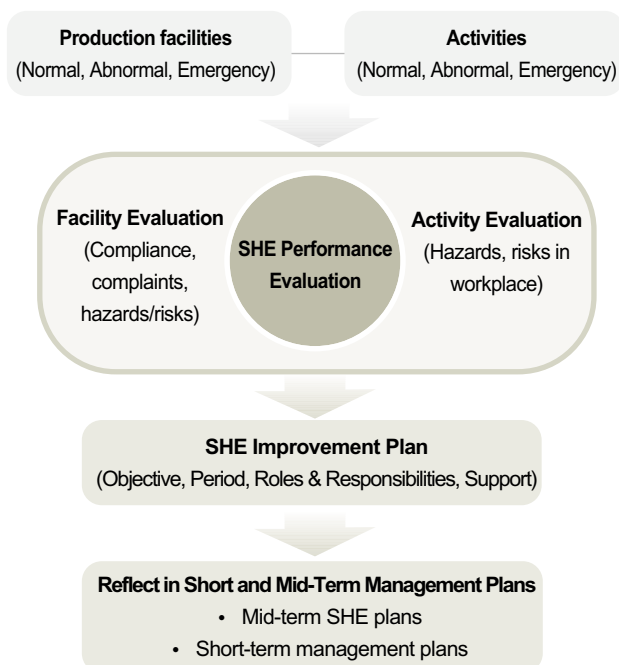 Production facilities
(Normal, Abnormal, Emergency)
Activities
(Normal, Abnormal, Emergency)
Facility Evaluation
(Compliance,
complaints,
hazards/risks)
SHE Performance
Evaluation
Activity Evaluation
(Hazards, risks in
workplace)
SHE Improvement Plan
(Objective, Period, Roles & Responsibilities, Support)
Reflect in Short and Mid-Term Management Plans
• Mid-term SHE plans
• Short-term management plans